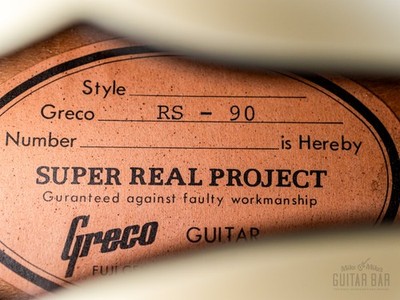 Style
Greco RS - 90
Number is Hereby
SUPER REAL PROJECT
Guranteed against faulty workmanship
Greco GUITAR
GUITAR BAR